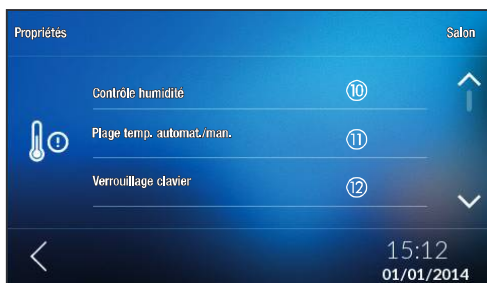 Propriétés Salon
Contrôle humidité ⑩
Plage temp. automat./man. ⑪
Verrouillage clavier ⑫
15:12
01/01/2014